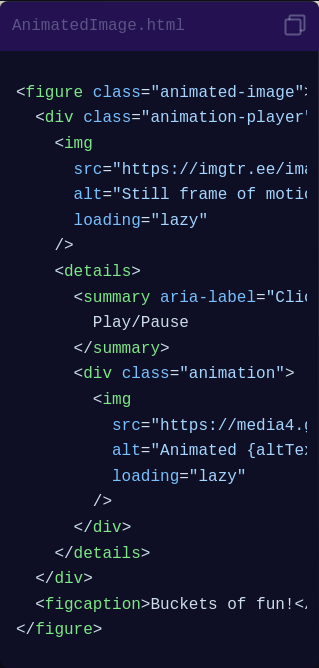 AnimatedImage.html
<figure class="animated-image">
<div class="animation-player"
<img
src="https://imgtr.ee/ima
alt="Still frame of motio
loading="lazy"
/>
<details>
<summary aria-label="Clic
Play/Pause
</summary>
<div class="animation">
<img
src="https://media4.g
alt="Animated {altTex
loading="lazy"
/>
</div>
</details>
</div>
<figcaption>Buckets of fun!</
</figure>